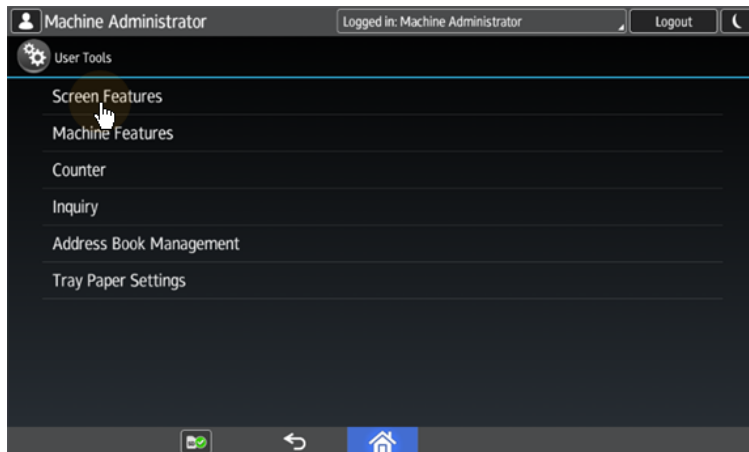 Machine Administrator
Logged in: Machine Administrator
Logout
User Tools
Screen Features
Machine Features
Counter
Inquiry
Address Book Management
Tray Paper Settings